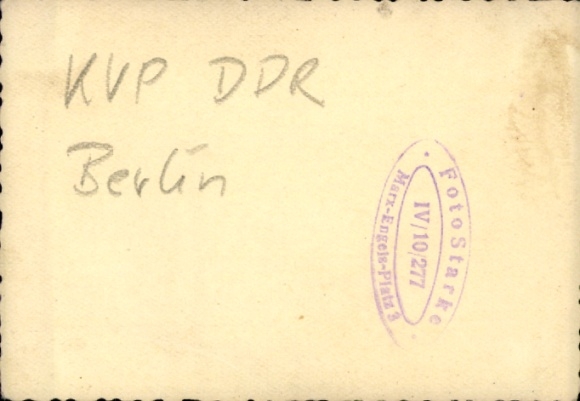 KVP DDR
Berlin
Foto Starke
IV/10/277
Marx-Engels-Platz 3